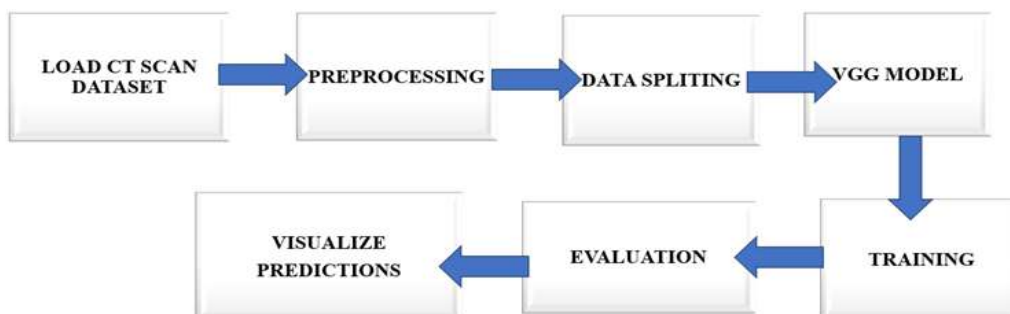 LOAD CT SCAN
DATASET
PREPROCESSING
DATA SPLITING
VGG MODEL
TRAINING
EVALUATION
VISUALIZE
PREDICTIONS